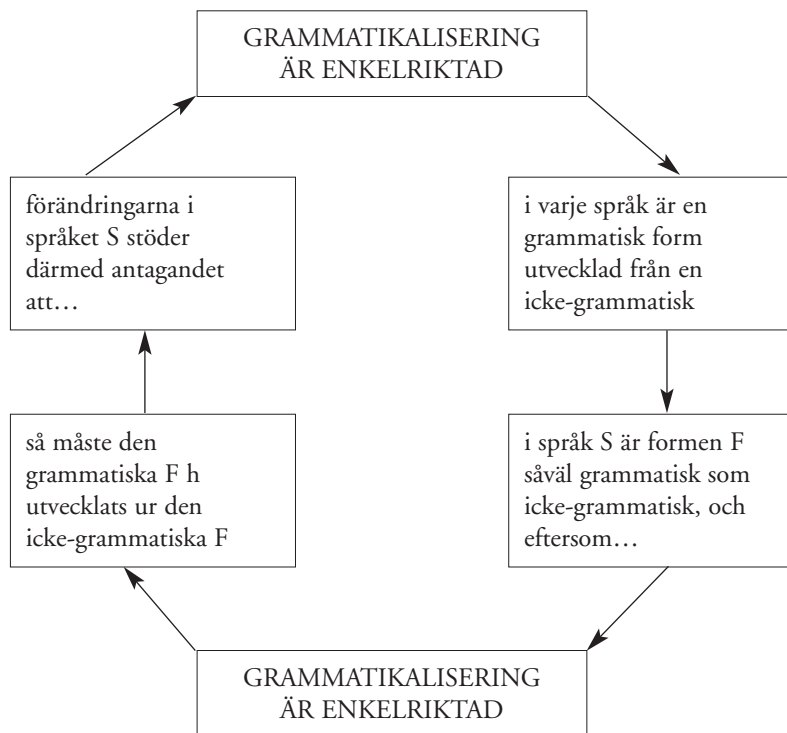 GRAMMATIKALISERING
ÄR ENKELRIKTAD
i varje språk är en
grammatisk form
utvecklad från en
icke-grammatisk
i språk S är formen F
såväl grammatisk som
icke-grammatisk, och
eftersom…
GRAMMATIKALISERING
ÄR ENKELRIKTAD
så måste den
grammatiska F h
utvecklats ur den
icke-grammatiska F
förändringarna i
språket S stöder
därmed antagandet
att…